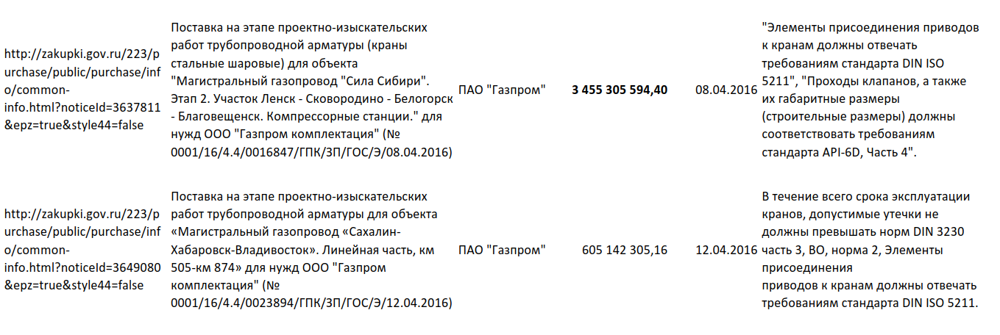 http://zakupki.gov.ru/223/p
urchase/public/purchase/inf
o/common-
info.html?noticeId=3637811
&epz=true&style44=false
Поставка на этапе проектно-изыскательских
работ трубопроводной арматуры (краны
стальные шаровые) для объекта
"Магистральный газопровод "Сила Сибири".
Этап 2. Участок Ленск - Сковородино - Белогорск
- Благовещенск. Компрессорные станции." для
нужд ООО "Газпром комплектация" (№
0001/16/4.4/0016847/ГПК/ЗП/ГОС/Э/08.04.2016)
ПАО "Газпром"
3 455 305 594,40
08.04.2016
"Элементы присоединения приводов
к кранам должны отвечать
требованиям стандарта DIN ISO
5211", "Проходы клапанов, а также
их габаритные размеры
(строительные размеры) должны
соответствовать требованиям
стандарта API-6D, Часть 4".
http://zakupki.gov.ru/223/p
urchase/public/purchase/inf
o/common-
info.html?noticeId=3649080
&epz=true&style44=false
Поставка на этапе проектно-изыскательских
работ трубопроводной арматуры для объекта
«Магистральный газопровод «Сахалин-
Хабаровск-Владивосток». Линейная часть, км
505-км 874» для нужд ООО "Газпром
комплектация" (№
0001/16/4.4/0023894/ГПК/ЗП/ГОС/Э/12.04.2016)
ПАО "Газпром"
605 142 305,16
12.04.2016
В течение всего срока эксплуатации
кранов, допустимые утечки не
должны превышать норм DIN 3230
часть 3, ВО, норма 2, Элементы
присоединения
приводов к кранам должны отвечать
требованиям стандарта DIN ISO 5211.